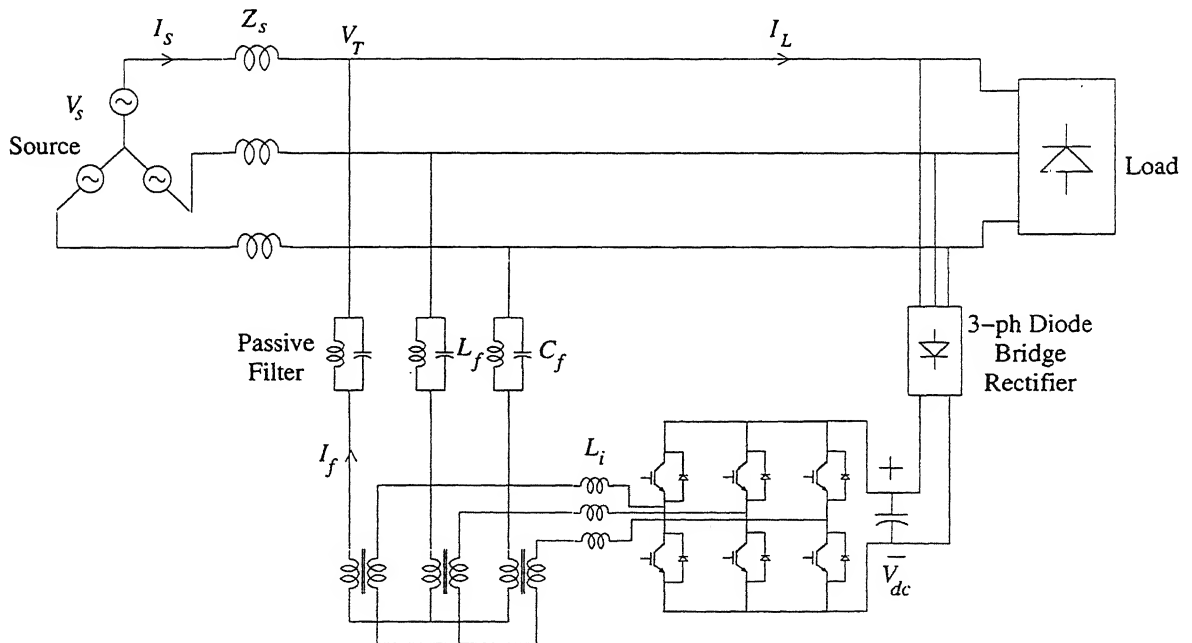 I_s
Z_s
V_T
I_L
V_s
Source
Load
Passive
Filter
L_f
C_f
3-ph Diode
Bridge
Rectifier
I_f
L_i
+
V_dc